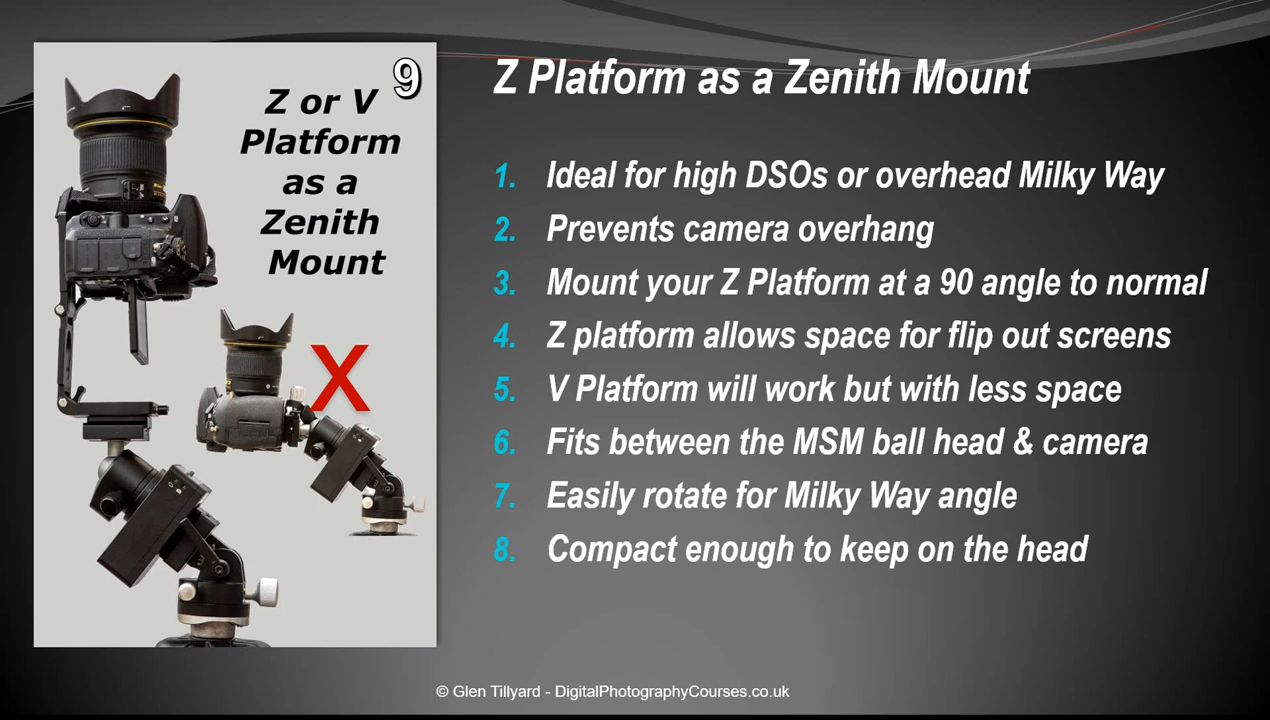 9
Z or V
Platform
as a
Zenith
Mount
X
Z Platform as a Zenith Mount
1. Ideal for high DSOs or overhead Milky Way
2. Prevents camera overhang
3. Mount your Z Platform at a 90 angle to normal
4. Z platform allows space for flip out screens
5. V Platform will work but with less space
6. Fits between the MSM ball head & camera
7. Easily rotate for Milky Way angle
8. Compact enough to keep on the head
© Glen Tillyard - DigitalPhotographyCourses.co.uk